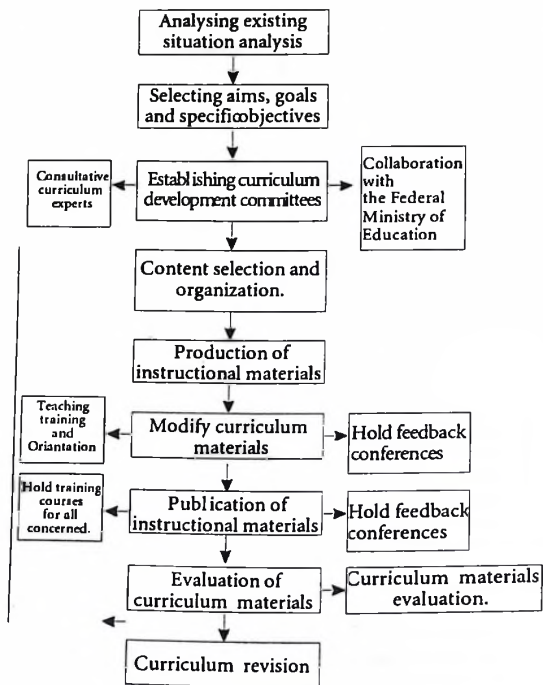 Analysing existing
situation analysis
Selecting aims, goals
and specificobjectives
Consultative
curriculum
experts
Establishing curriculum
development committees
Collaboration
with
the Federal
Ministry of
Education
Content selection and
organization.
Production of
instructional materials
Teaching
training
and
Oriantation
Modify curriculum
materials
Hold feedback
conferences
Hold training
courses
for all
concerned.
Publication of
instructional materials
Hold feedback
conferences
Evaluation of
curriculum materials
Curriculum materials
evaluation.
Curriculum revision